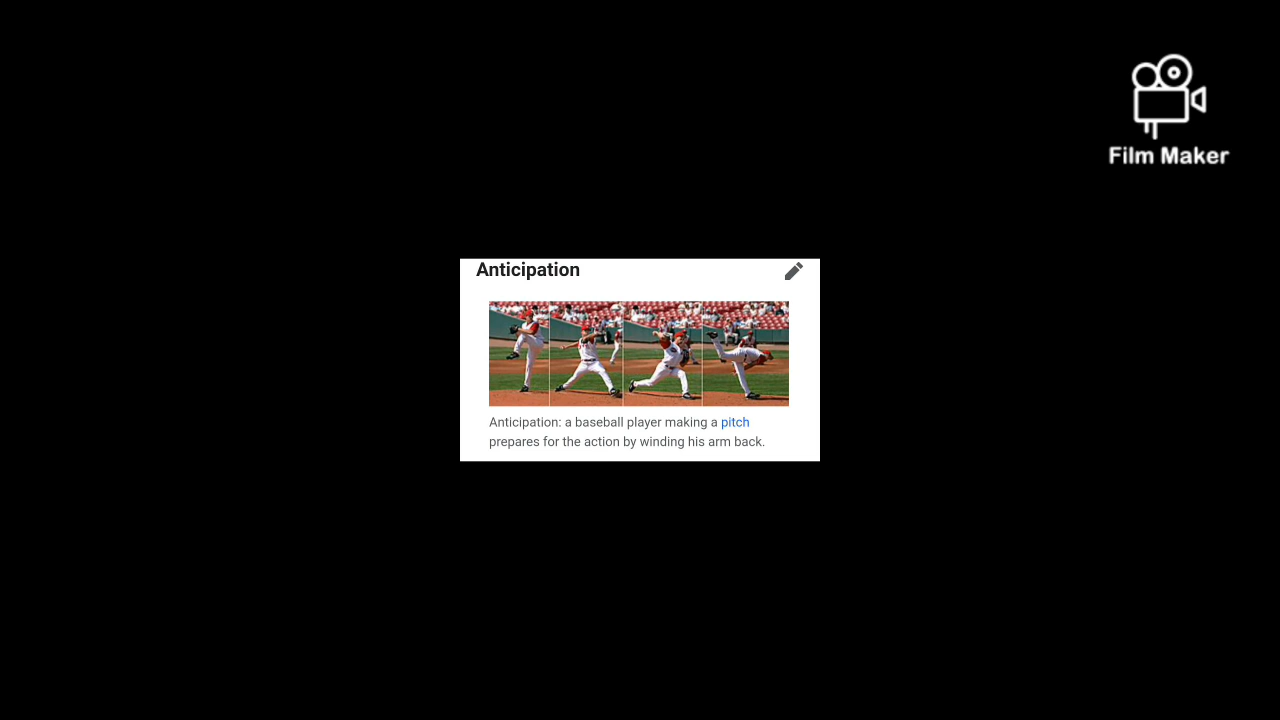 Film Maker
Anticipation
Anticipation: a baseball player making a pitch
prepares for the action by winding his arm back.